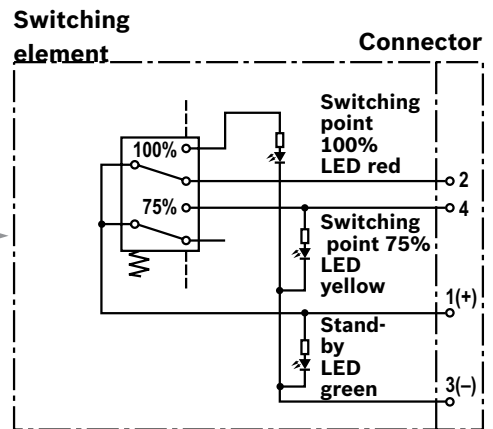 Switching
element
Connector
100%
Switching
point
100%
LED red
2
75%
4
Switching
point 75%
LED
yellow
1(+)
Stand-
by
LED
green
3(–)